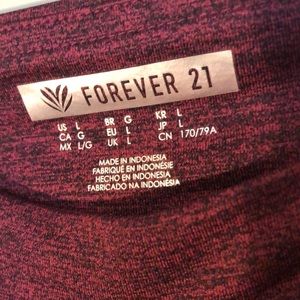 FOREVER 21
US L BR G KR L
CA G EU L JP L
MX L/G UK L CN 170/79A
MADE IN INDONESIA
FABRIQUÉ EN INDONÉSIE
HECHO EN INDONESIA
FABRICADO NA INDONÉSIA